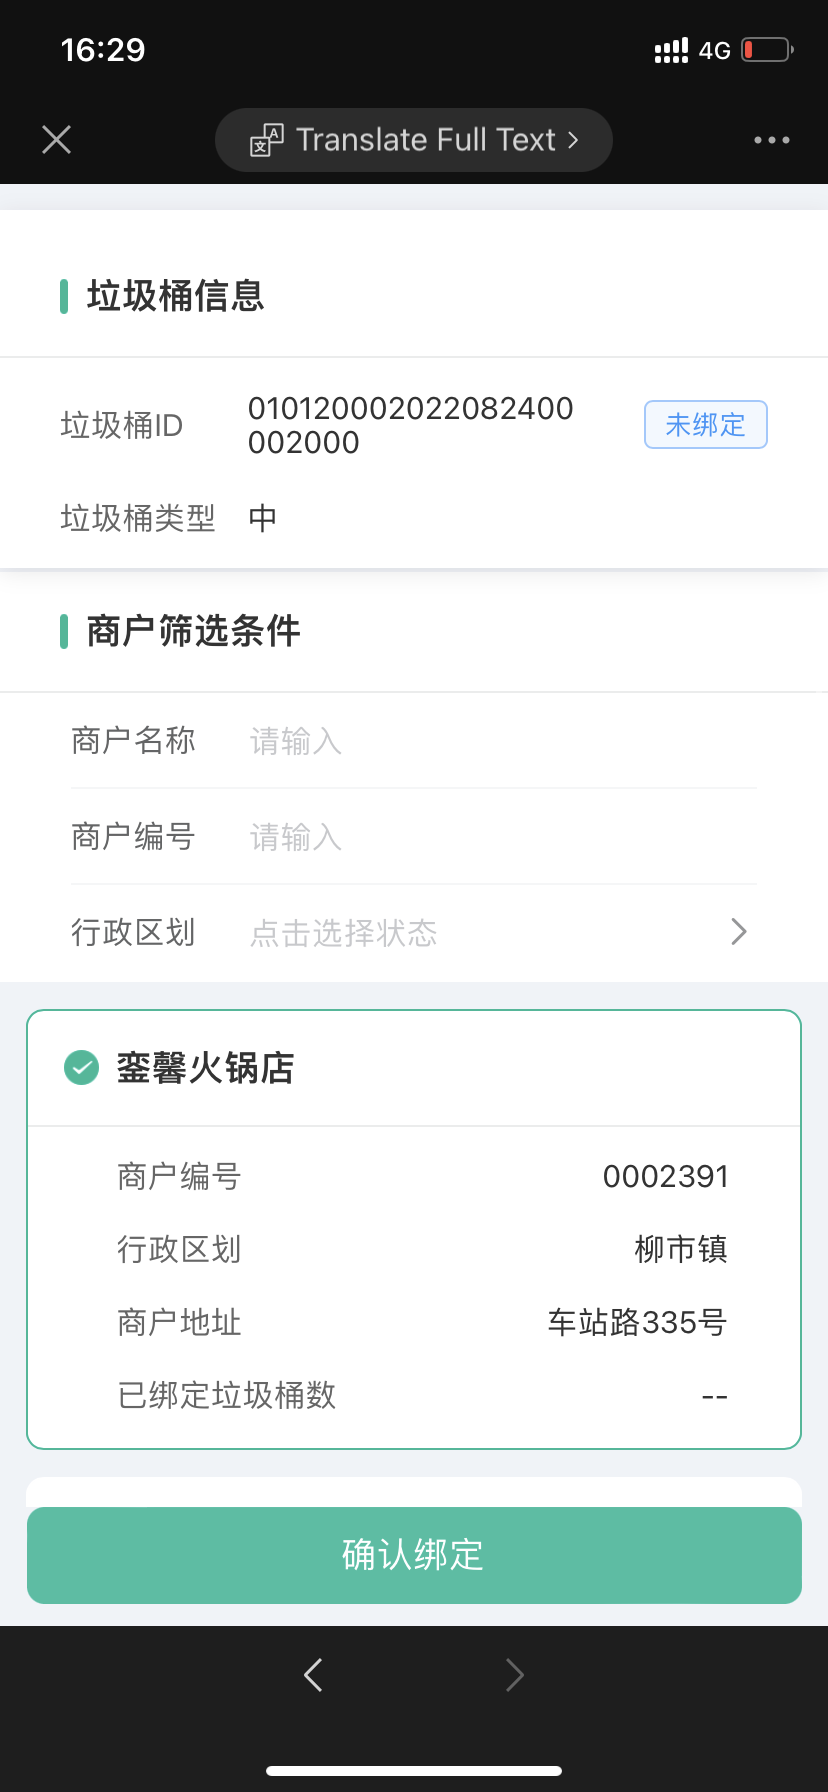 16:29
4G
Translate Full Text
垃圾桶信息
垃圾桶ID
010120002022082400
002000
未绑定
垃圾桶类型 中
商户筛选条件
商户名称 请输入
商户编号 请输入
行政区划 点击选择状态
銮馨火锅店
商户编号 0002391
行政区划 柳市镇
商户地址 车站路335号
已绑定垃圾桶数 --
确认绑定